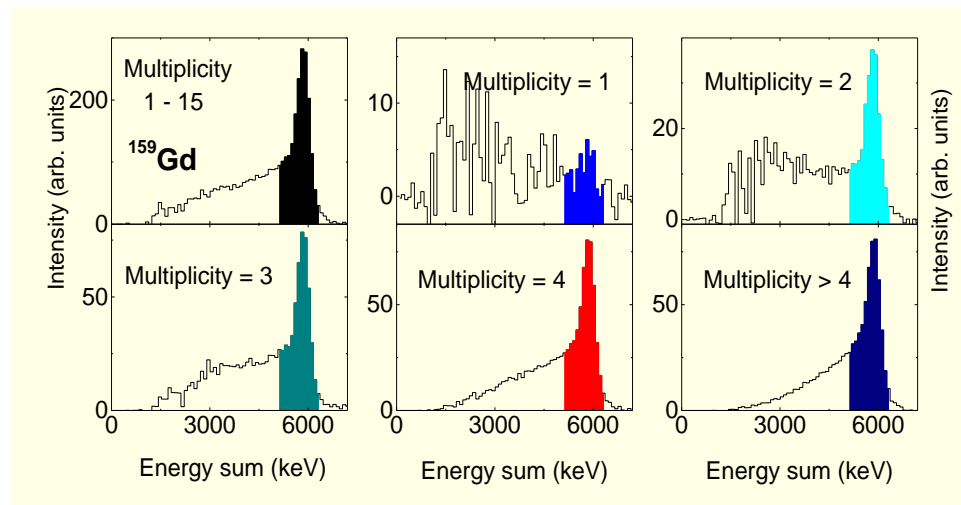 Intensity (arb. units)
200
0
Multiplicity
1 - 15
159Gd
10
0
Multiplicity = 1
20
0
Multiplicity = 2
Intensity (arb. units)
50
0
Multiplicity = 3
0 3000 6000
Energy sum (keV)
50
0
Multiplicity = 4
0 3000 6000
Energy sum (keV)
50
0
Multiplicity > 4
0 3000 6000
Energy sum (keV)